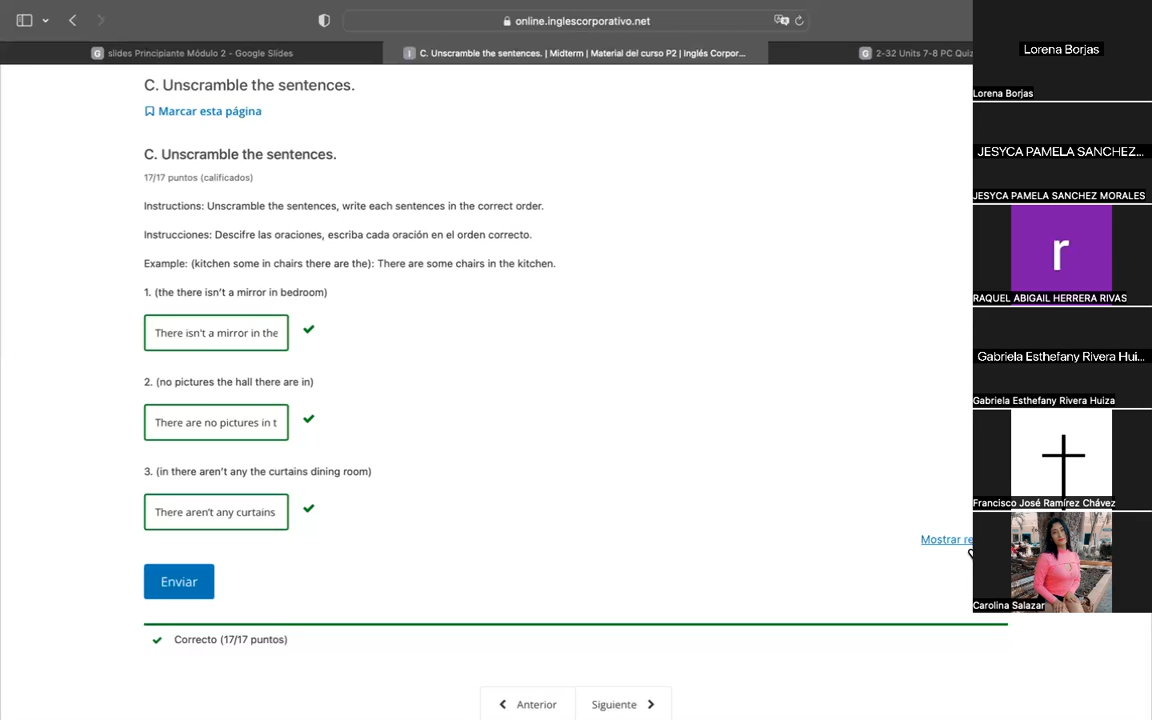 online.inglescorporativo.net
slides Principiante Módulo 2 - Google Slides
C. Unscramble the sentences. | Midterm | Material del curso P2 | Inglés Corpor...
2-32 Units 7-8 PC Quiz
C. Unscramble the sentences.
Marcar esta página
C. Unscramble the sentences.
17/17 puntos (calificados)
Instructions: Unscramble the sentences, write each sentences in the correct order.
Instrucciones: Descifre las oraciones, escriba cada oración en el orden correcto.
Example: (kitchen some in chairs there are the): There are some chairs in the kitchen.
1. (the there isn't a mirror in bedroom)
There isn't a mirror in the
2. (no pictures the hall there are in)
There are no pictures in t
3. (in there aren't any the curtains dining room)
There aren't any curtains
Mostrar re
Enviar
Correcto (17/17 puntos)
Anterior
Siguiente
Lorena Borjas
Lorena Borjas
JESYCA PAMELA SANCHEZ...
JESYCA PAMELA SANCHEZ MORALES
r
RAQUEL ABIGAIL HERRERA RIVAS
Gabriela Esthefany Rivera Hui...
Gabriela Esthefany Rivera Huiza
Francisco José Ramírez Chávez
Carolina Salazar